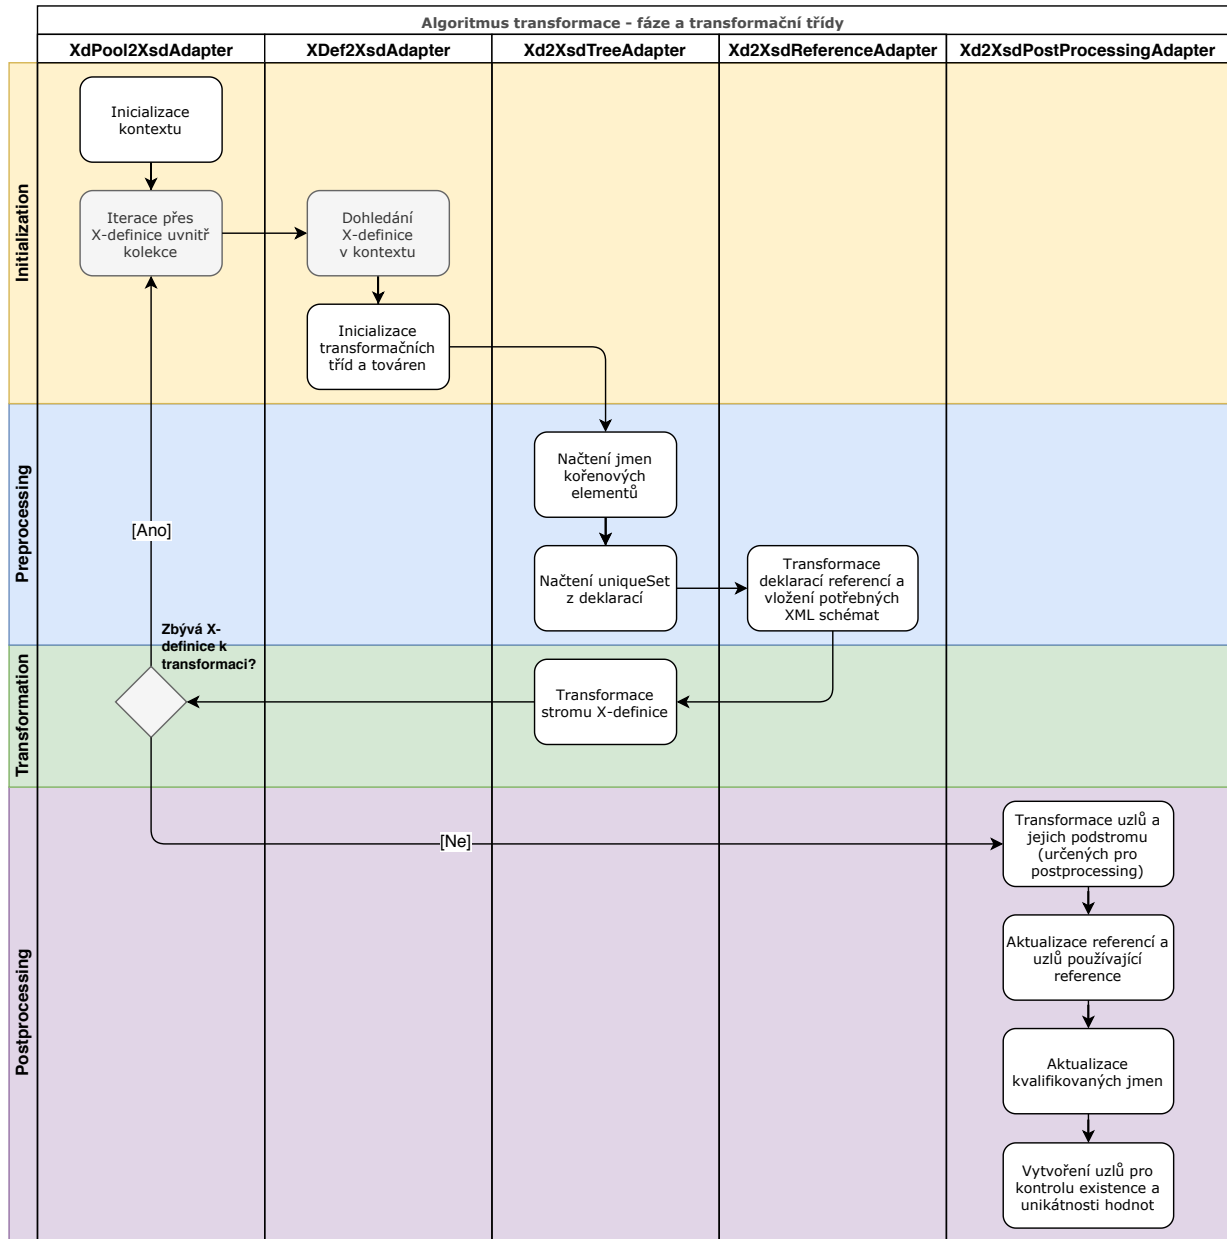 Algoritmus transformace - fáze a transformační třídy
XdPool2XsdAdapter
XDef2XsdAdapter
Xd2XsdTreeAdapter
Xd2XsdReferenceAdapter
Xd2XsdPostProcessingAdapter
Initialization
Inicializace
kontextu
Iterace přes
X-definice uvnitř
kolekce
Dohledání
X-definice
v kontextu
Inicializace
transformačních
tříd a továren
Preprocessing
Načtení jmen
kořenových
elementů
[Ano]
Načtení uniqueSet
z deklarací
Transformace
deklarací referencí a
vložení potřebných
XML schémat
Transformation
Zbývá X-
definice k
transformaci?
Transformace
stromu X-definice
Postprocessing
[Ne]
Transformace uzlů a
jejich podstromu
(určených pro
postprocessing)
Aktualizace referencí a
uzlů používající
reference
Aktualizace
kvalifikovaných jmen
Vytvoření uzlů pro
kontrolu existence a
unikátnosti hodnot